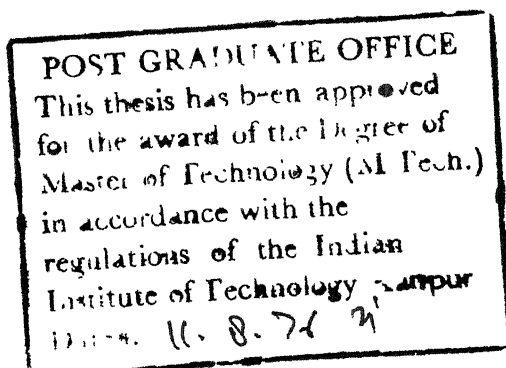 POST GRADUATE OFFICE
This thesis has been approved
for the award of the Degree of
Master of Technology (M Tech.)
in accordance with the
regulations of the Indian
Institute of Technology Kanpur
Dated. 11. 8. 76